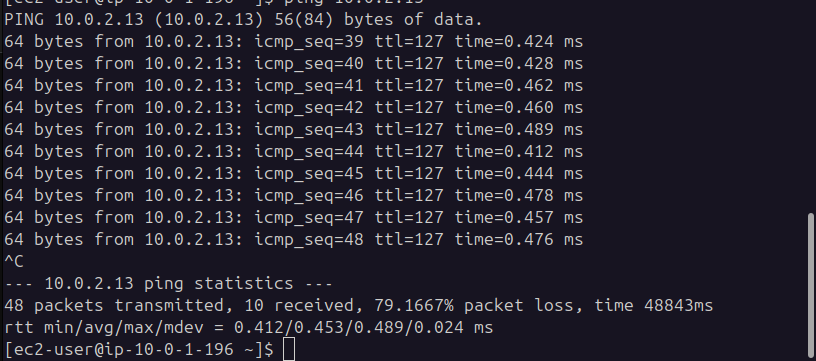 [ec2-user@ip-10-0-1-196 ~]$ ping 10.0.2.13
PING 10.0.2.13 (10.0.2.13) 56(84) bytes of data.
64 bytes from 10.0.2.13: icmp_seq=39 ttl=127 time=0.424 ms
64 bytes from 10.0.2.13: icmp_seq=40 ttl=127 time=0.428 ms
64 bytes from 10.0.2.13: icmp_seq=41 ttl=127 time=0.462 ms
64 bytes from 10.0.2.13: icmp_seq=42 ttl=127 time=0.460 ms
64 bytes from 10.0.2.13: icmp_seq=43 ttl=127 time=0.489 ms
64 bytes from 10.0.2.13: icmp_seq=44 ttl=127 time=0.412 ms
64 bytes from 10.0.2.13: icmp_seq=45 ttl=127 time=0.444 ms
64 bytes from 10.0.2.13: icmp_seq=46 ttl=127 time=0.478 ms
64 bytes from 10.0.2.13: icmp_seq=47 ttl=127 time=0.457 ms
64 bytes from 10.0.2.13: icmp_seq=48 ttl=127 time=0.476 ms
^C
--- 10.0.2.13 ping statistics ---
48 packets transmitted, 10 received, 79.1667% packet loss, time 48843ms
rtt min/avg/max/mdev = 0.412/0.453/0.489/0.024 ms
[ec2-user@ip-10-0-1-196 ~]$